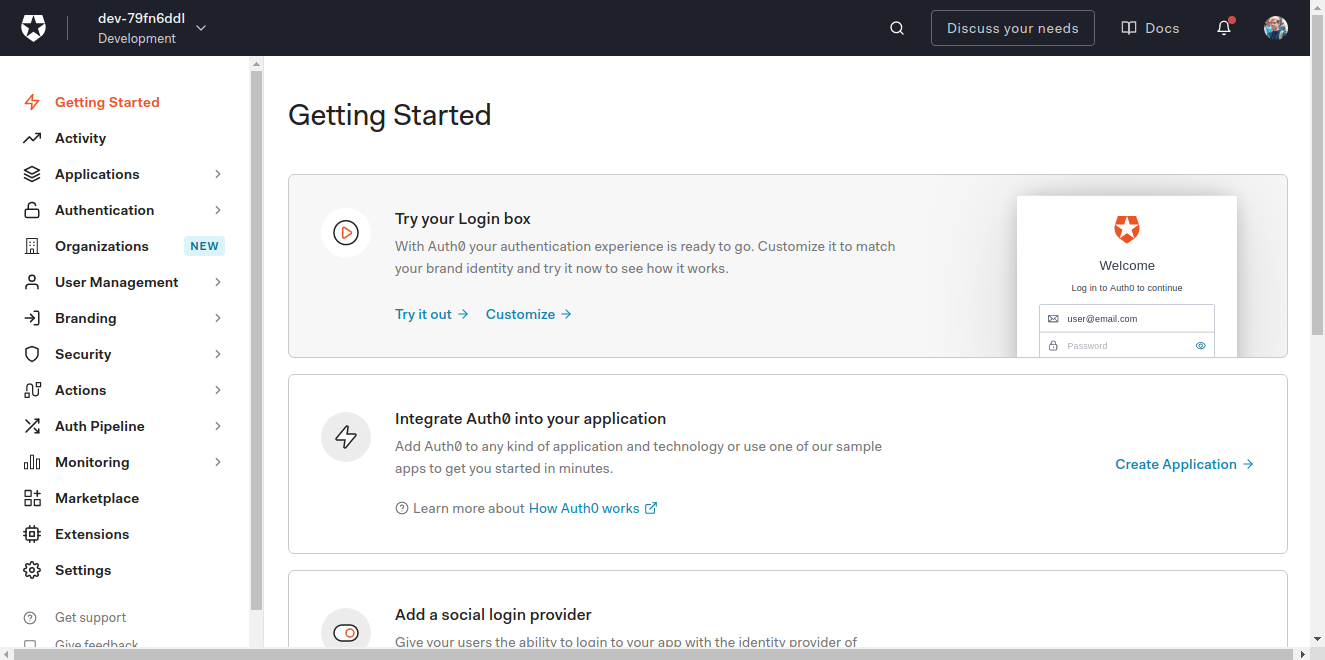 dev-79fn6ddl
Development
Discuss your needs
Docs
Getting Started
Activity
Applications
Authentication
Organizations NEW
User Management
Branding
Security
Actions
Auth Pipeline
Monitoring
Marketplace
Extensions
Settings
Get support
Give feedback
Getting Started
Try your Login box
With Auth0 your authentication experience is ready to go. Customize it to match
your brand identity and try it now to see how it works.
Try it out → Customize →
Welcome
Log in to Auth0 to continue
user@email.com
Password
Integrate Auth0 into your application
Add Auth0 to any kind of application and technology or use one of our sample
apps to get you started in minutes.
Learn more about How Auth0 works
Create Application →
Add a social login provider
Give your users the ability to login to your app with the identity provider of